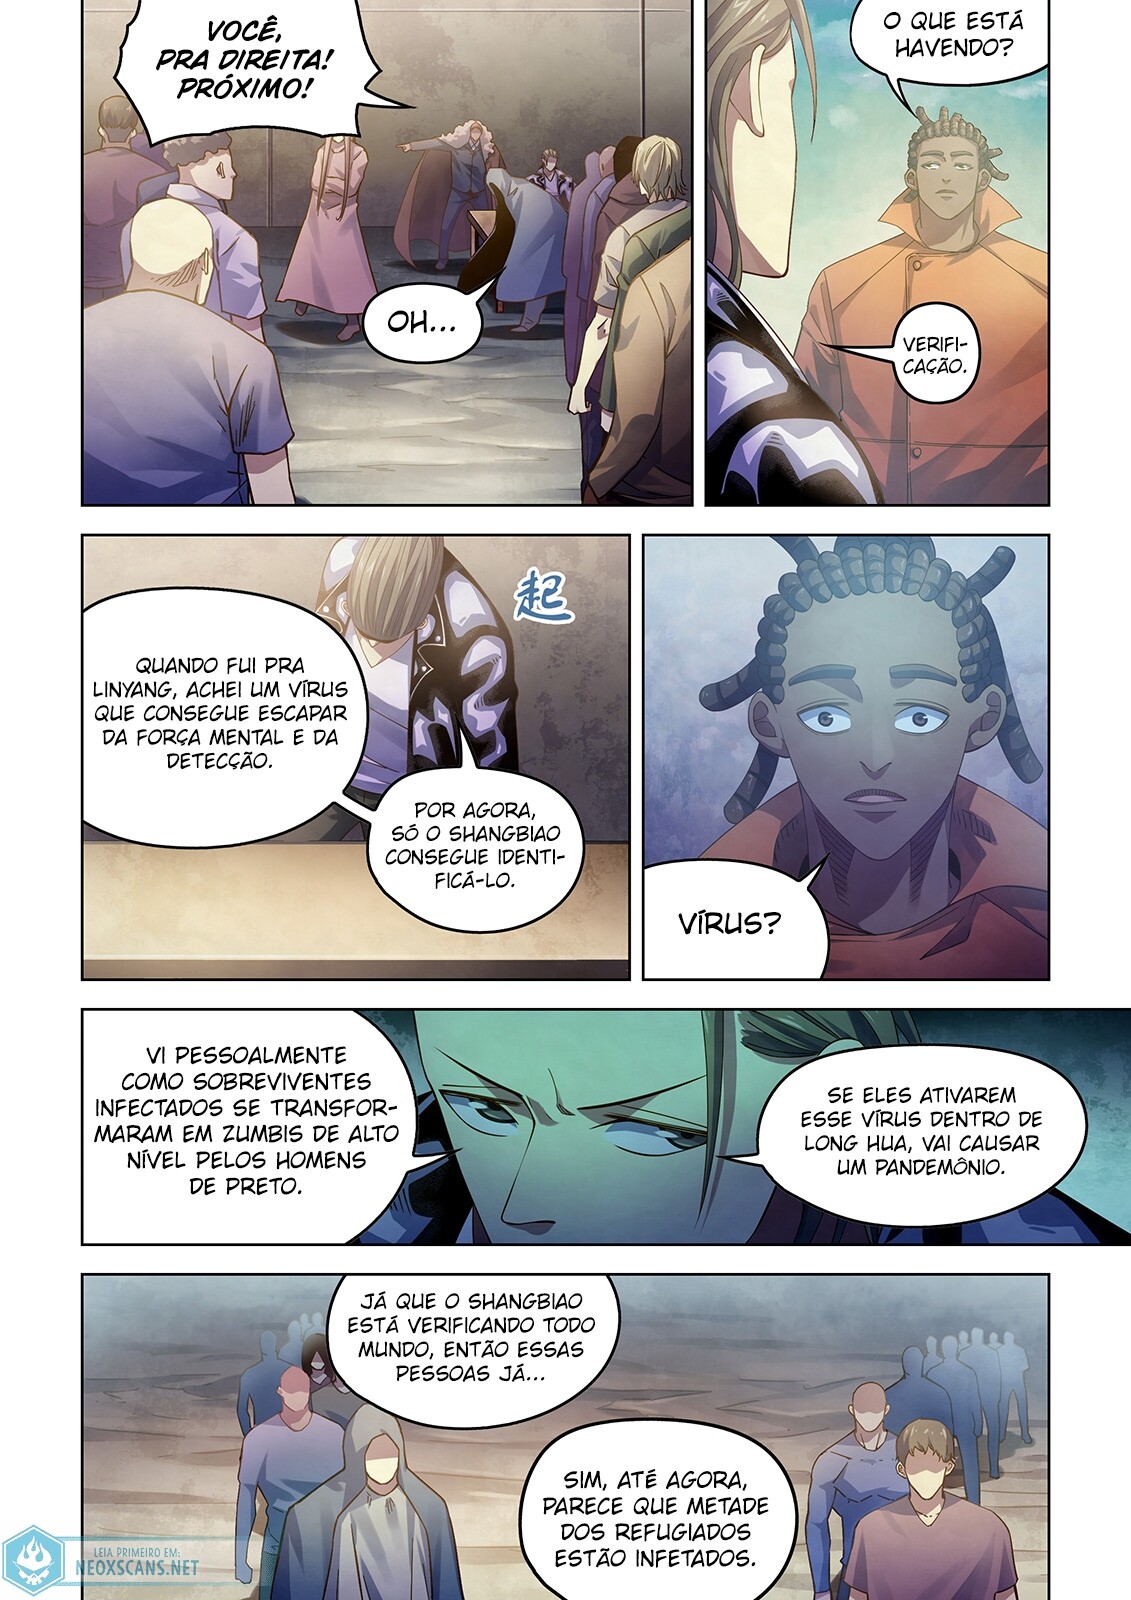 VOCÊ,
PRA DIREITA!
PRÓXIMO!
OH...
O QUE ESTÁ
HAVENDO?
VERIFI-
CAÇÃO.
起
QUANDO FUI PRA
LINYANG, ACHEI UM VÍRUS
QUE CONSEGUE ESCAPAR
DA FORÇA MENTAL E DA
DETECÇÃO.
POR AGORA,
SÓ O SHANGBIAO
CONSEGUE IDENTI-
FICÁ-LO.
VÍRUS?
VI PESSOALMENTE
COMO SOBREVIVENTES
INFECTADOS SE TRANSFOR-
MARAM EM ZUMBIS DE ALTO
NÍVEL PELOS HOMENS
DE PRETO.
SE ELES ATIVAREM
ESSE VÍRUS DENTRO DE
LONG HUA, VAI CAUSAR
UM PANDEMÔNIO.
JÁ QUE O SHANGBIAO
ESTÁ VERIFICANDO TODO
MUNDO, ENTÃO ESSAS
PESSOAS JÁ...
SIM, ATÉ AGORA,
PARECE QUE METADE
DOS REFUGIADOS
ESTÃO INFETADOS.
LEIA PRIMEIRO EM:
NEOXSCANS.NET